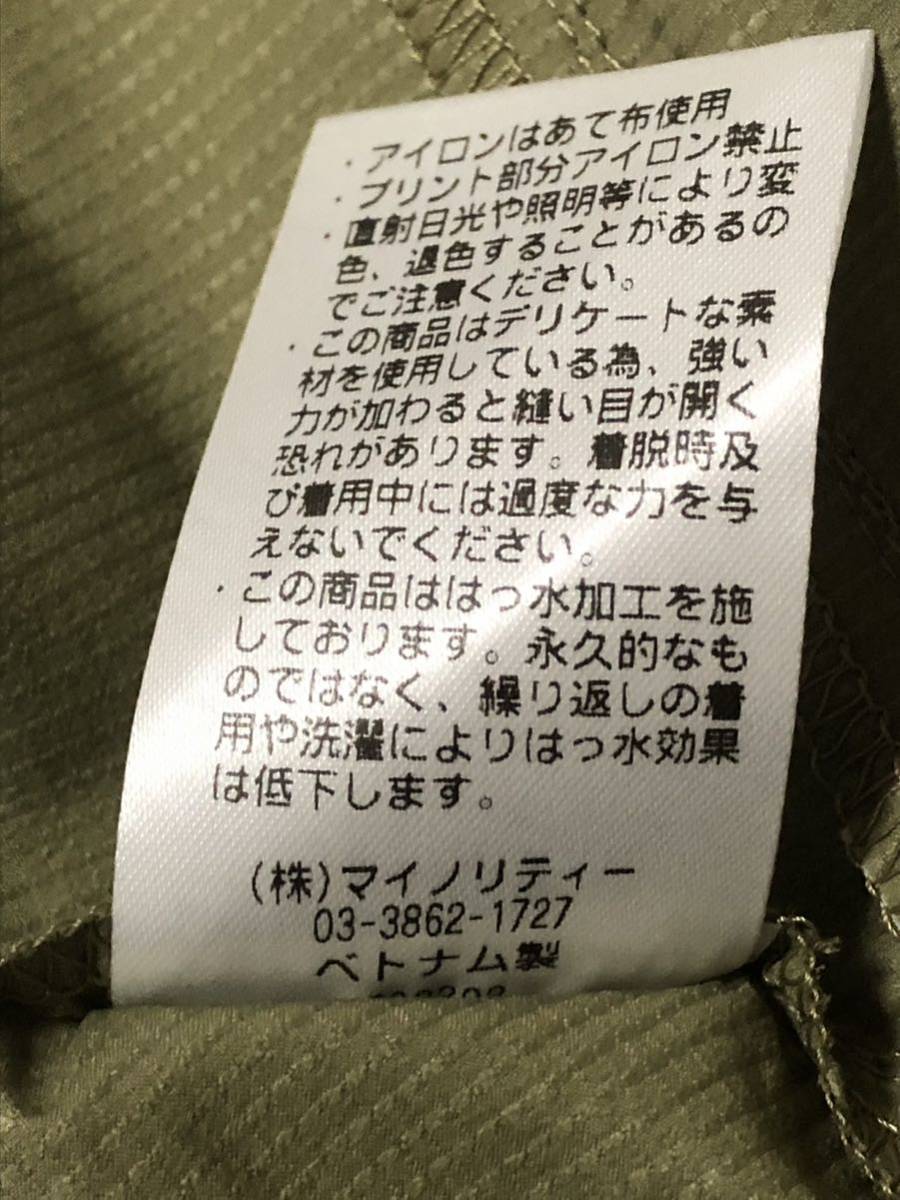 ・アイロンはあて布使用
・プリント部分アイロン禁止
・直射日光や照明等により変
色、退色することがあるの
でご注意ください。
・この商品はデリケートな素
材を使用している為、強い
力が加わると縫い目が開く
恐れがあります。着脱時及
び着用中には過度な力を与
えないでください。
・この商品ははっ水加工を施
しております。永久的なも
のではなく、繰り返しの着
用や洗濯によりはっ水効果
は低下します。
(株)マイノリティー
03-3862-1727
ベトナム製